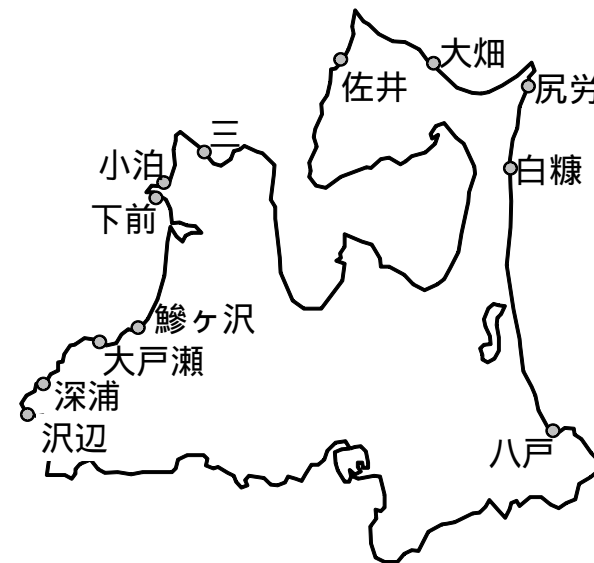 大畑
佐井
尻労
三
小泊
白糠
下前
鰺ヶ沢
大戸瀬
深浦
沢辺
八戸